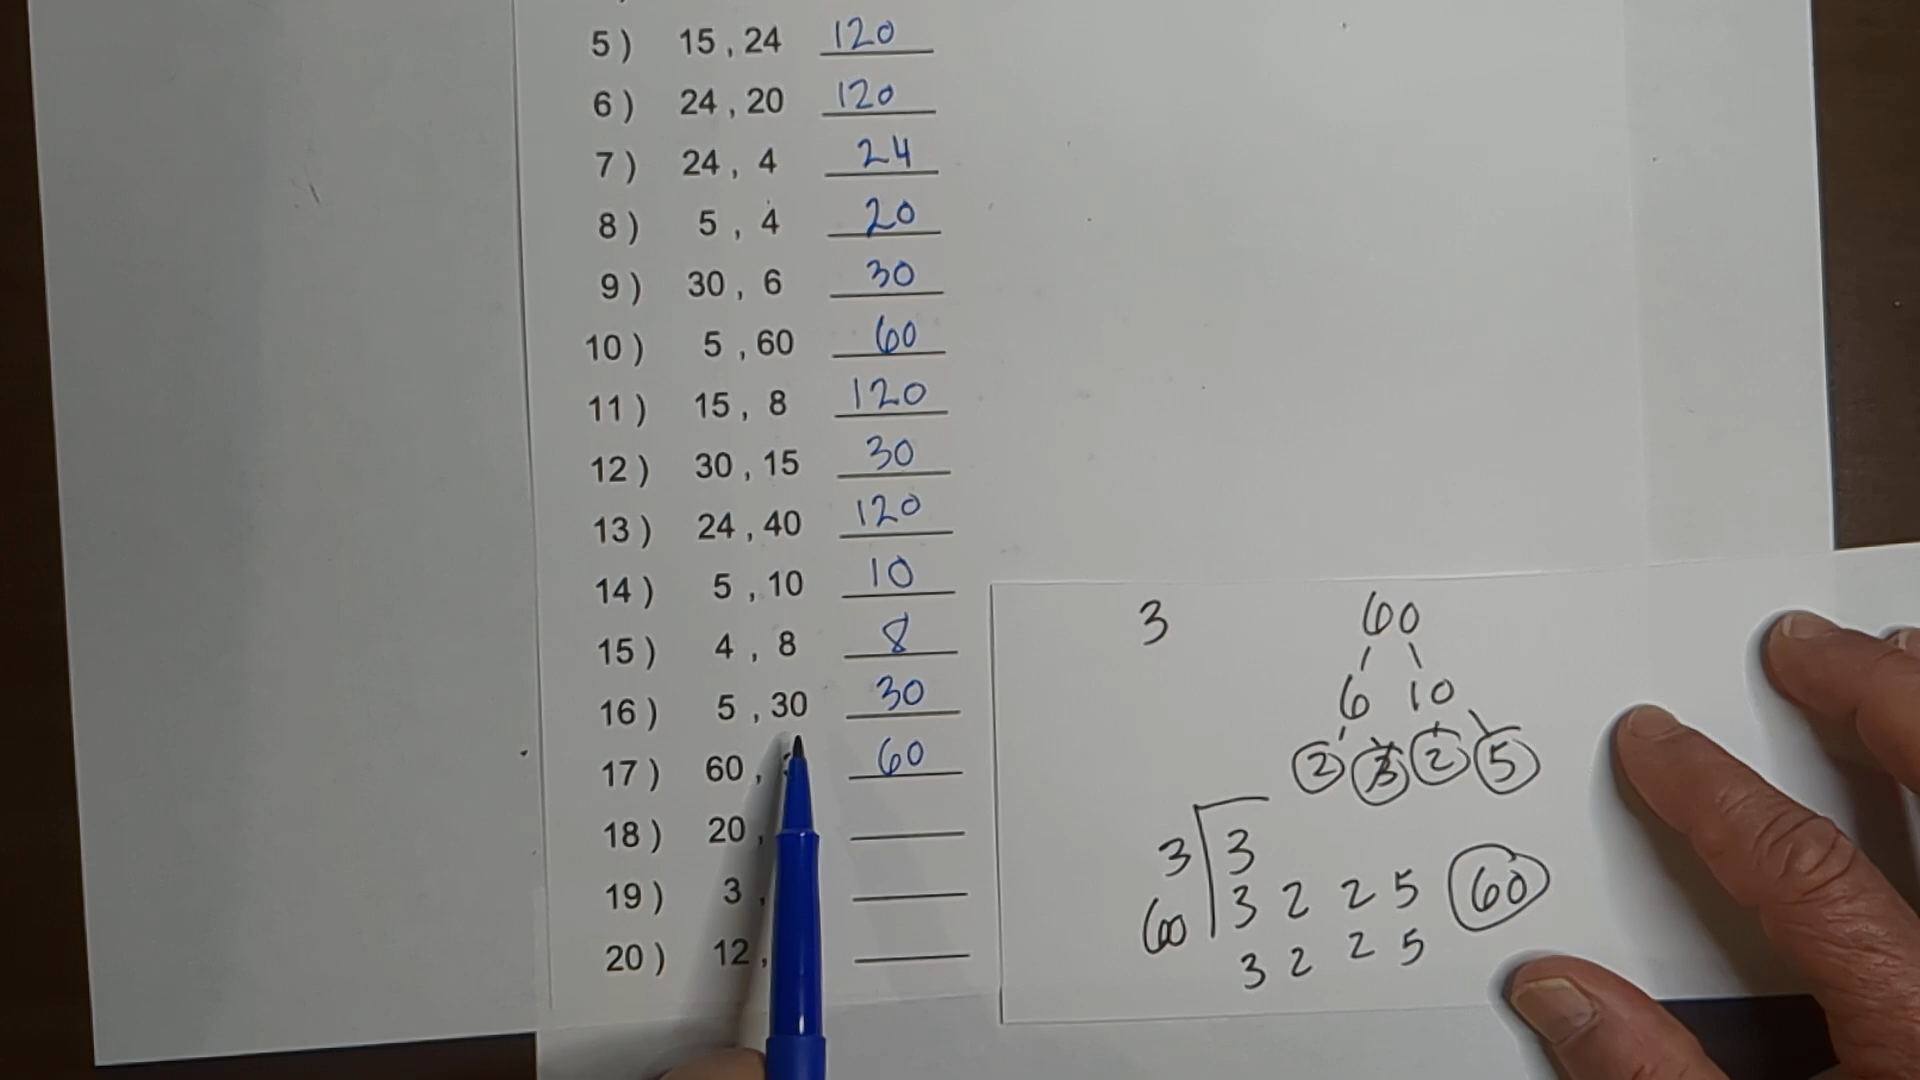 5) 15 , 24 120
6) 24 , 20 120
7) 24 , 4 24
8) 5 , 4 20
9) 30 , 6 30
10) 5 , 60 60
11) 15 , 8 120
12) 30 , 15 30
13) 24 , 40 120
14) 5 , 10 10
15) 4 , 8 8
16) 5 , 30 30
17) 60 , 60
18) 20 ,
19) 3 ,
20) 12 ,
3 60
6 10
2 3 2 5
3 3
60 3 2 2 5 60
3 2 2 5